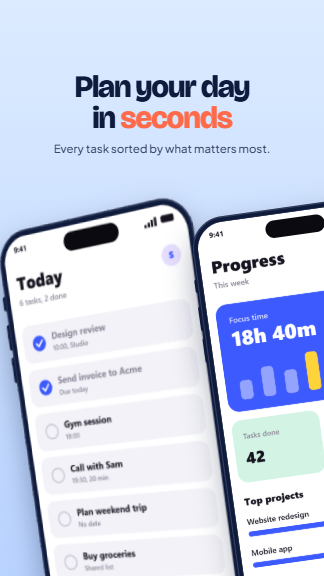 Plan your day
in seconds
Every task sorted by what matters most.
9:41
Today
6 tasks, 2 done
S
Design review
10:00, Studio
Send invoice to Acme
Due today
Gym session
18:00
Call with Sam
19:30, 20 min
Plan weekend trip
No date
Buy groceries
Shared list
9:41
Progress
This week
Focus time
18h 40m
Tasks done
42
Top projects
Website redesign
Mobile app